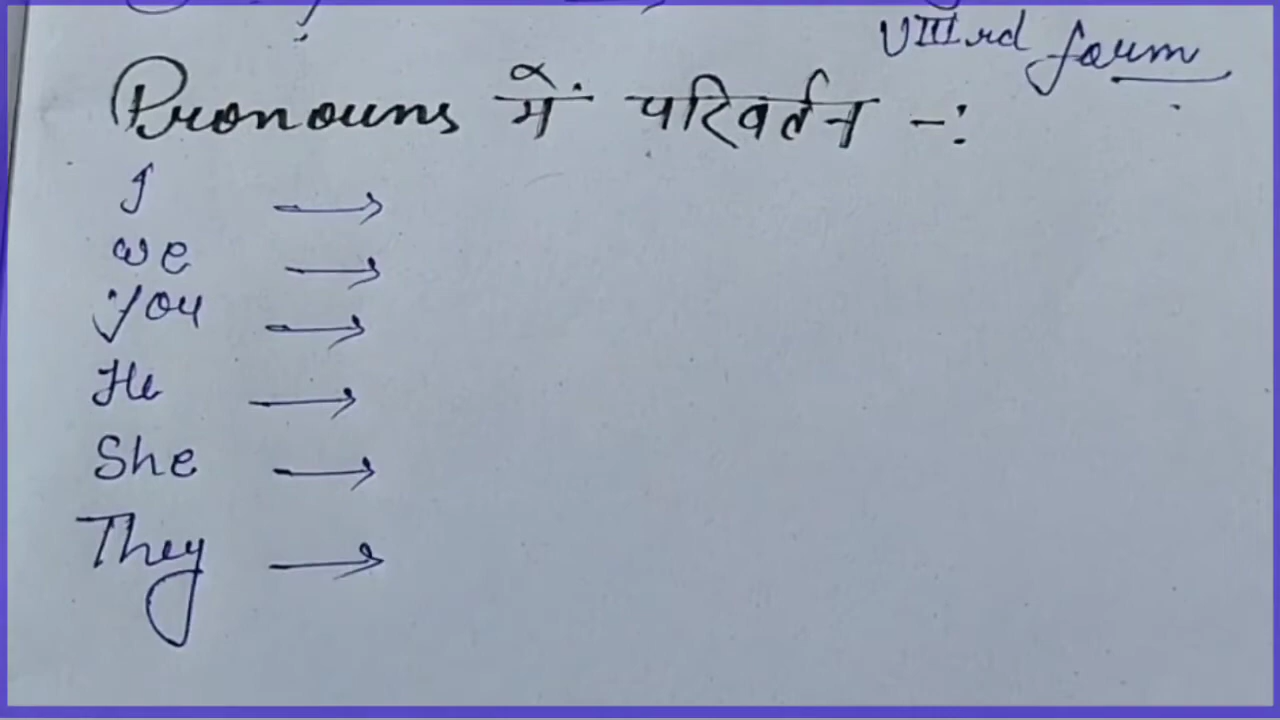 VIIIrd form
Pronouns में परिवर्तन -:
I →
we →
you →
He →
She →
They →